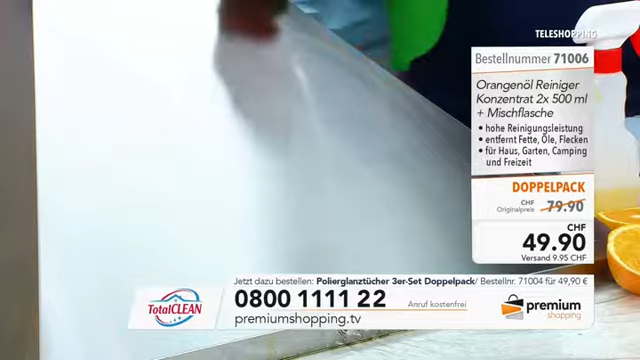 TELESHOPPING
Bestellnummer 71006
Orangenöl Reiniger
Konzentrat 2x 500 ml
+ Mischflasche
• hohe Reinigungsleistung
• entfernt Fette, Öle, Flecken
• für Haus, Garten, Camping
und Freizeit
DOPPELPACK
CHF
Originalpreis 79.90
CHF
49.90
Versand 9.95 CHF
Jetzt dazu bestellen: Polierglanztücher 3er-Set Doppelpack/ Bestellnr. 71004 für 49,90 €
TotalCLEAN
0800 1111 22 Anruf kostenfrei
premiumshopping.tv
premium
shopping